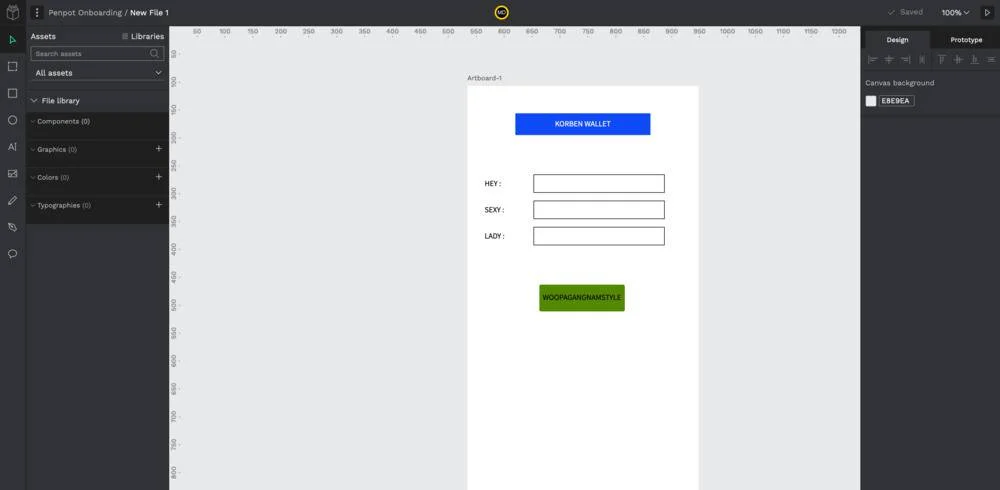 Penpot Onboarding / New File 1
MD
Saved
100%
Assets
Libraries
Search assets
All assets
File library
Components (0)
Graphics (0)
Colors (0)
Typographies (0)
50 100 150 200 250 300 350 400 450 500 550 600 650 700 750 800 850 900 950 1000 1050 1100 1150 1200
50
100
150
200
250
300
350
400
450
500
550
600
650
700
750
800
Artboard-1
KORBEN WALLET
HEY :
SEXY :
LADY :
WOOPAGANGNAMSTYLE
Design
Prototype
Canvas background
E8E9EA